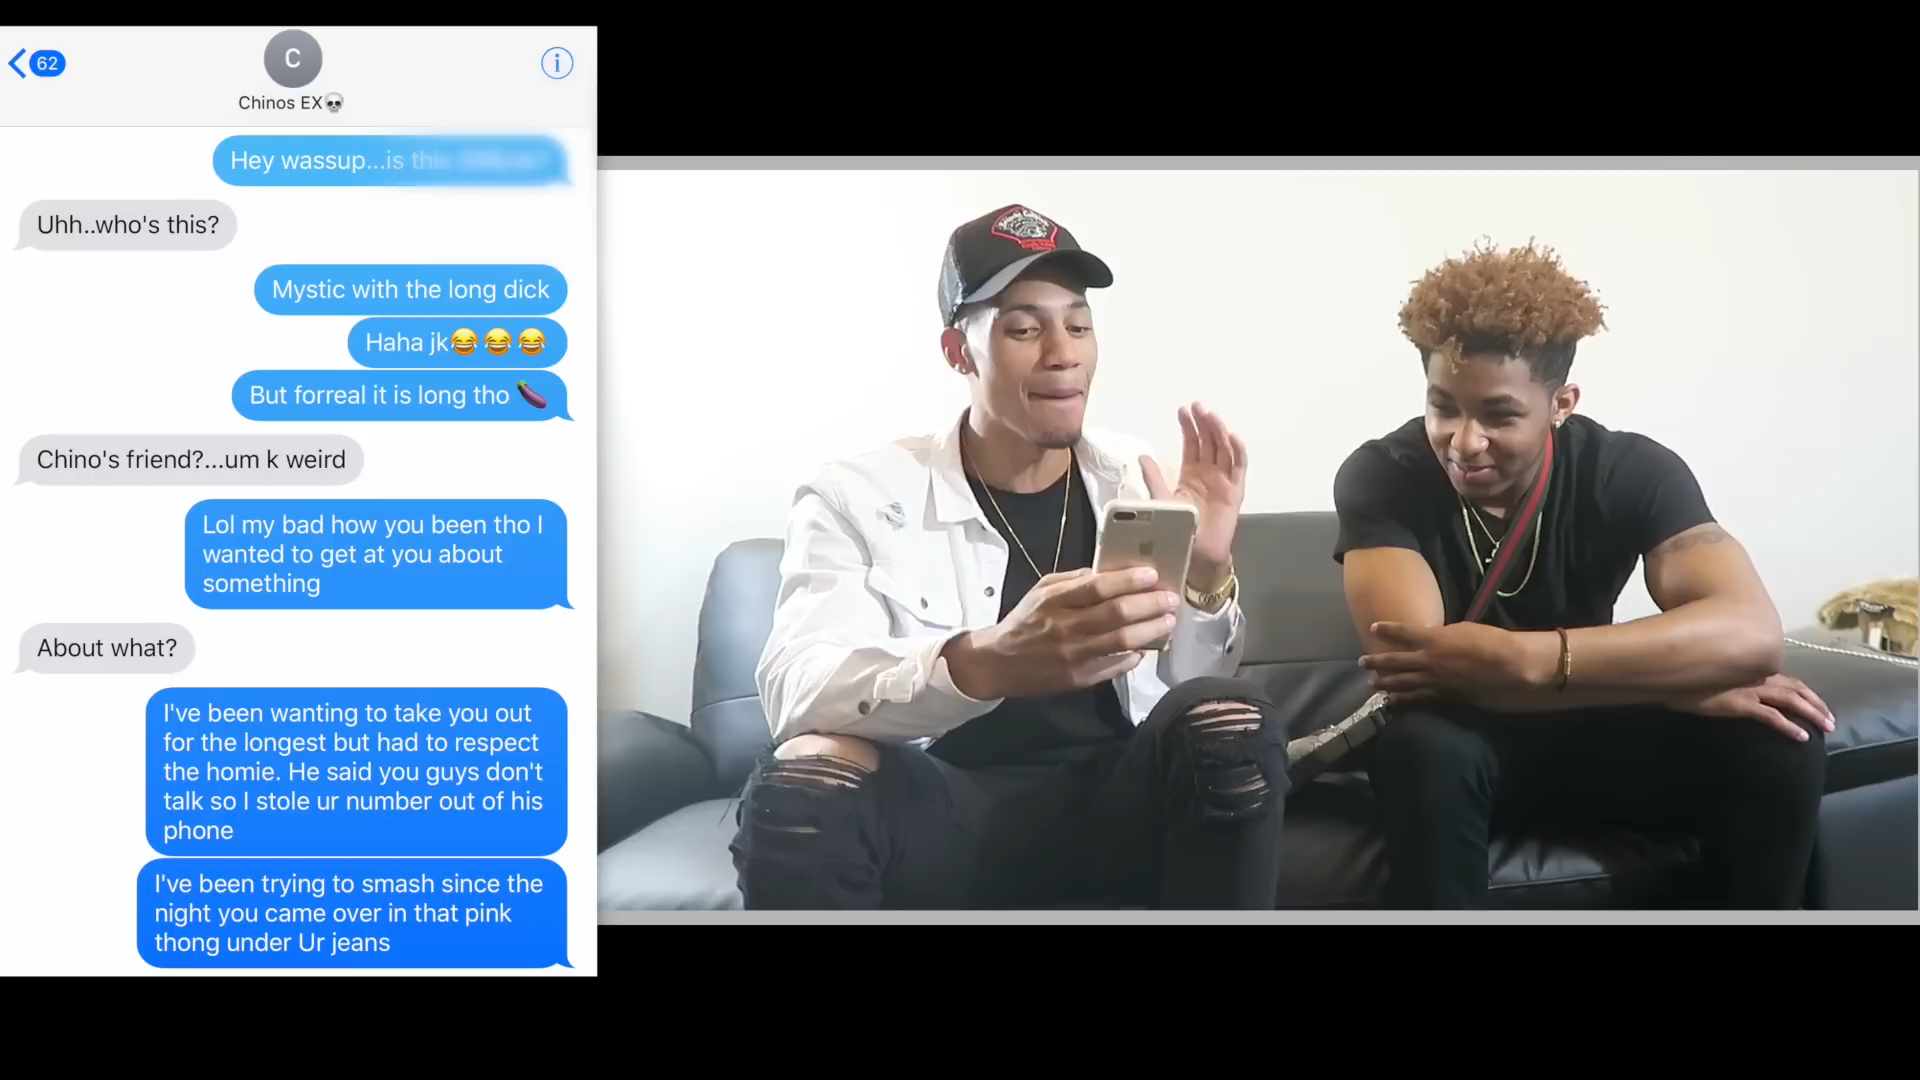 62
C
Chinos EX💀
Hey wassup...is this
Uhh..who's this?
Mystic with the long dick
Haha jk😂😂😂
But forreal it is long tho 🍆
Chino's friend?...um k weird
Lol my bad how you been tho I
wanted to get at you about
something
About what?
I've been wanting to take you out
for the longest but had to respect
the homie. He said you guys don't
talk so I stole ur number out of his
phone
I've been trying to smash since the
night you came over in that pink
thong under Ur jeans